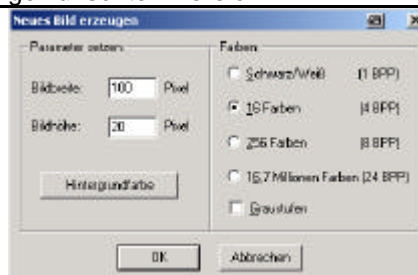 Neues Bild erzeugen
Parameter setzen:
Bildbreite: 100 Pixel
Bildhöhe: 20 Pixel
Hintergrundfarbe
Farben
Schwarz/Weiß (1 BPP)
16 Farben (4 BPP)
256 Farben (8 BPP)
16,7 Millionen Farben (24 BPP)
Graustufen
OK
Abbrechen